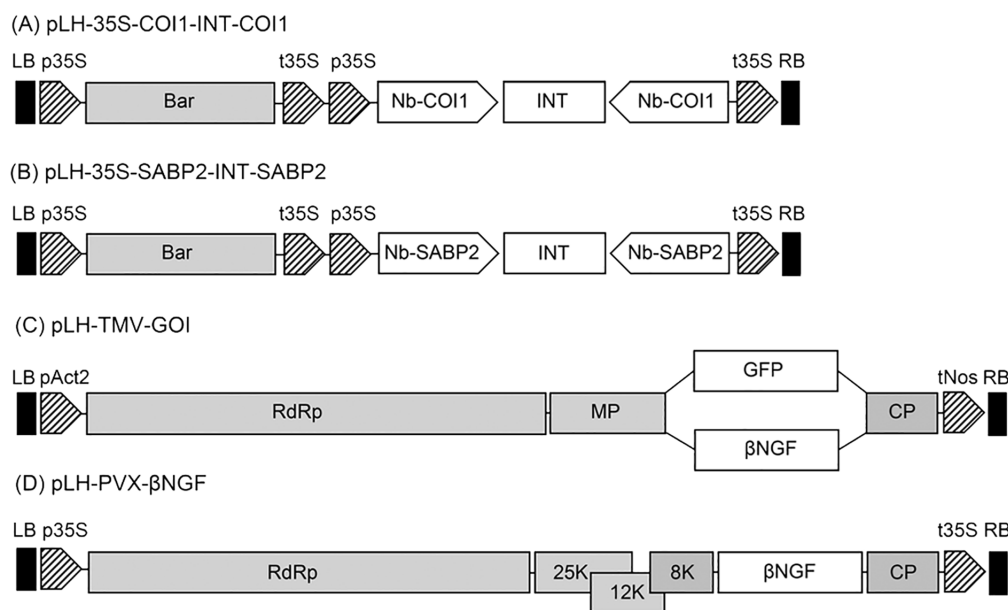 (A) pLH-35S-COI1-INT-COI1
LB p35S t35S p35S t35S RB
Bar Nb-COI1 INT Nb-COI1
(B) pLH-35S-SABP2-INT-SABP2
LB p35S t35S p35S t35S RB
Bar Nb-SABP2 INT Nb-SABP2
(C) pLH-TMV-GOI
LB pAct2 GFP tNos RB
RdRp MP CP
βNGF
(D) pLH-PVX-βNGF
LB p35S t35S RB
RdRp 25K 8K βNGF CP
12K